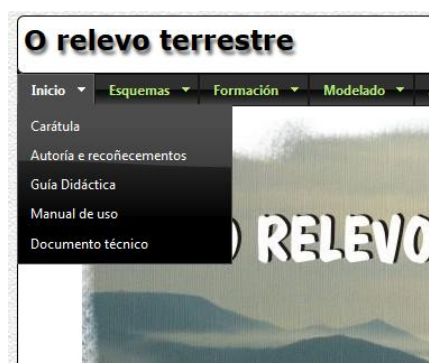 O relevo terrestre
Inicio Esquemas Formación Modelado
Carátula
Autoría e recoñecementos
Guía Didáctica
Manual de uso
Documento técnico
RELEVO